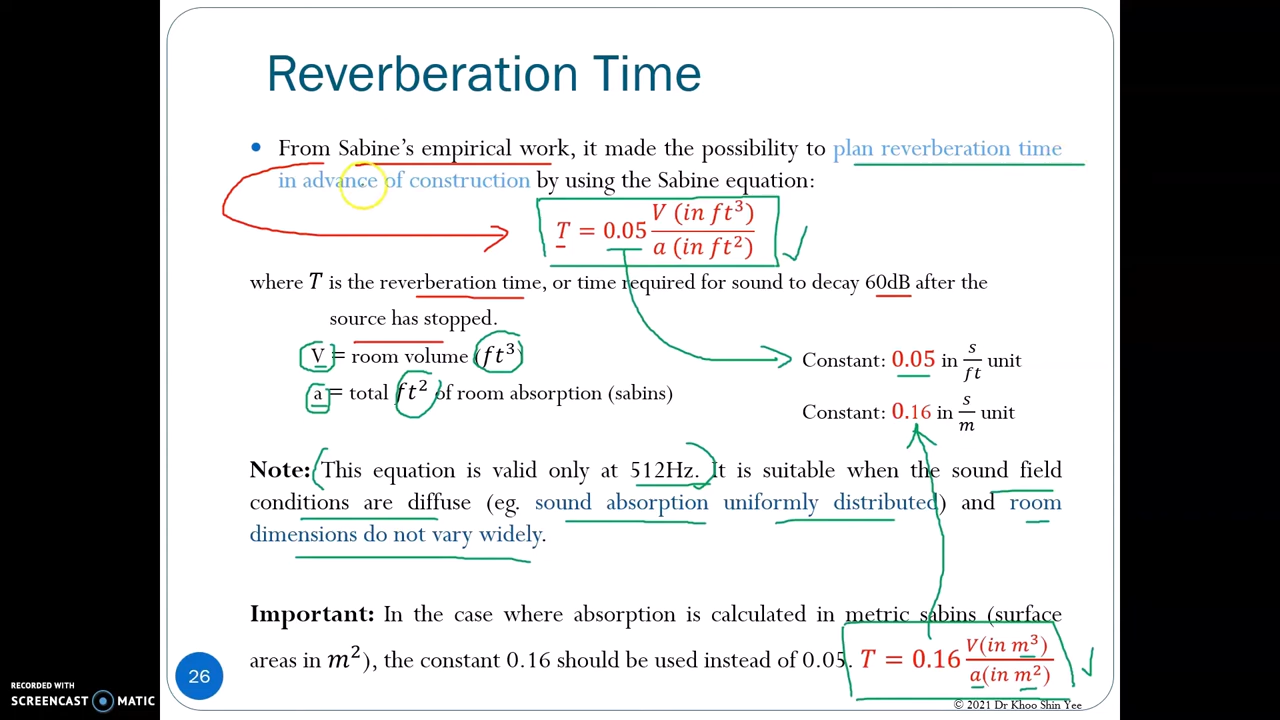 Reverberation Time
• From Sabine's empirical work, it made the possibility to plan reverberation time
in advance of construction by using the Sabine equation:
T = 0.05 V (in ft³) / a (in ft²)
where T is the reverberation time, or time required for sound to decay 60dB after the
source has stopped.
V = room volume (ft³)
a = total ft² of room absorption (sabins)
Constant: 0.05 in s/ft unit
Constant: 0.16 in s/m unit
Note: This equation is valid only at 512Hz. It is suitable when the sound field
conditions are diffuse (eg. sound absorption uniformly distributed) and room
dimensions do not vary widely.
Important: In the case where absorption is calculated in metric sabins (surface
areas in m²), the constant 0.16 should be used instead of 0.05. T = 0.16 V(in m³) / a(in m²)
26
© 2021 Dr Khoo Shin Yee
RECORDED WITH
SCREENCAST MATIC